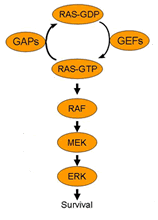 RAS-GDP
GAPs
GEFs
RAS-GTP
RAF
MEK
ERK
Survival